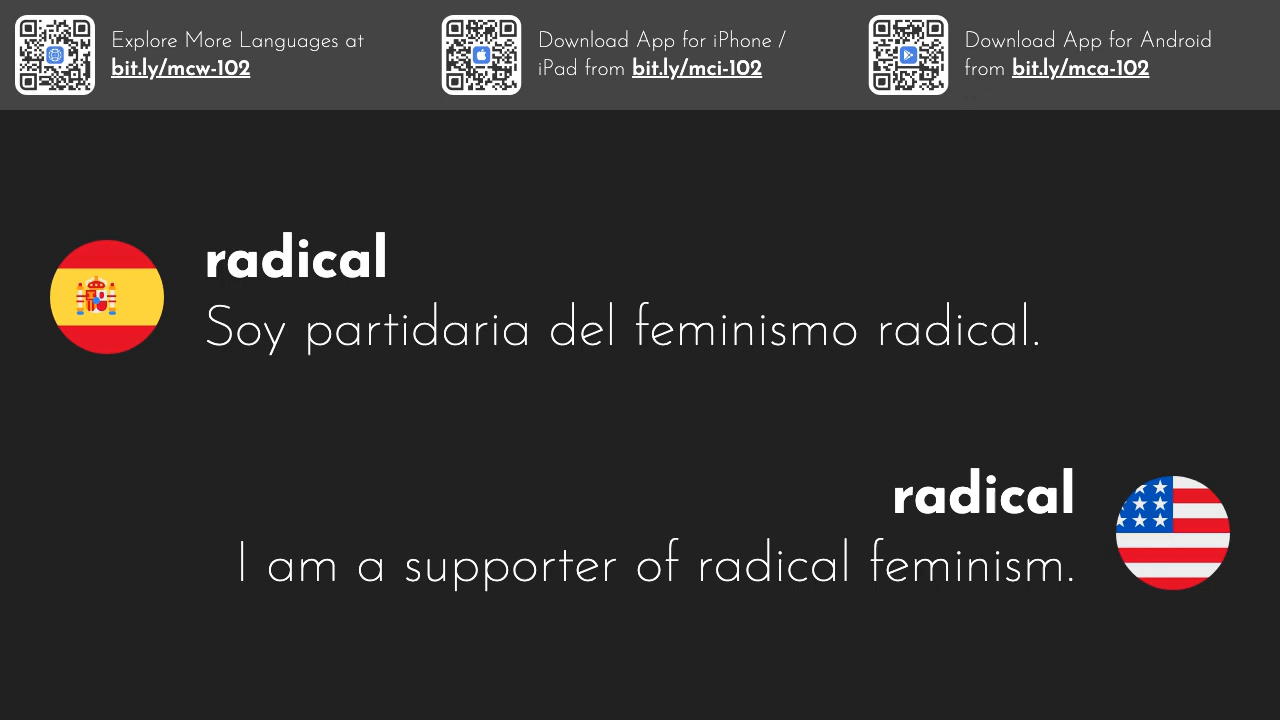 Explore More Languages at
bit.ly/mcw-102
Download App for iPhone /
iPad from bit.ly/mci-102
Download App for Android
from bit.ly/mca-102
radical
Soy partidaria del feminismo radical.
radical
I am a supporter of radical feminism.